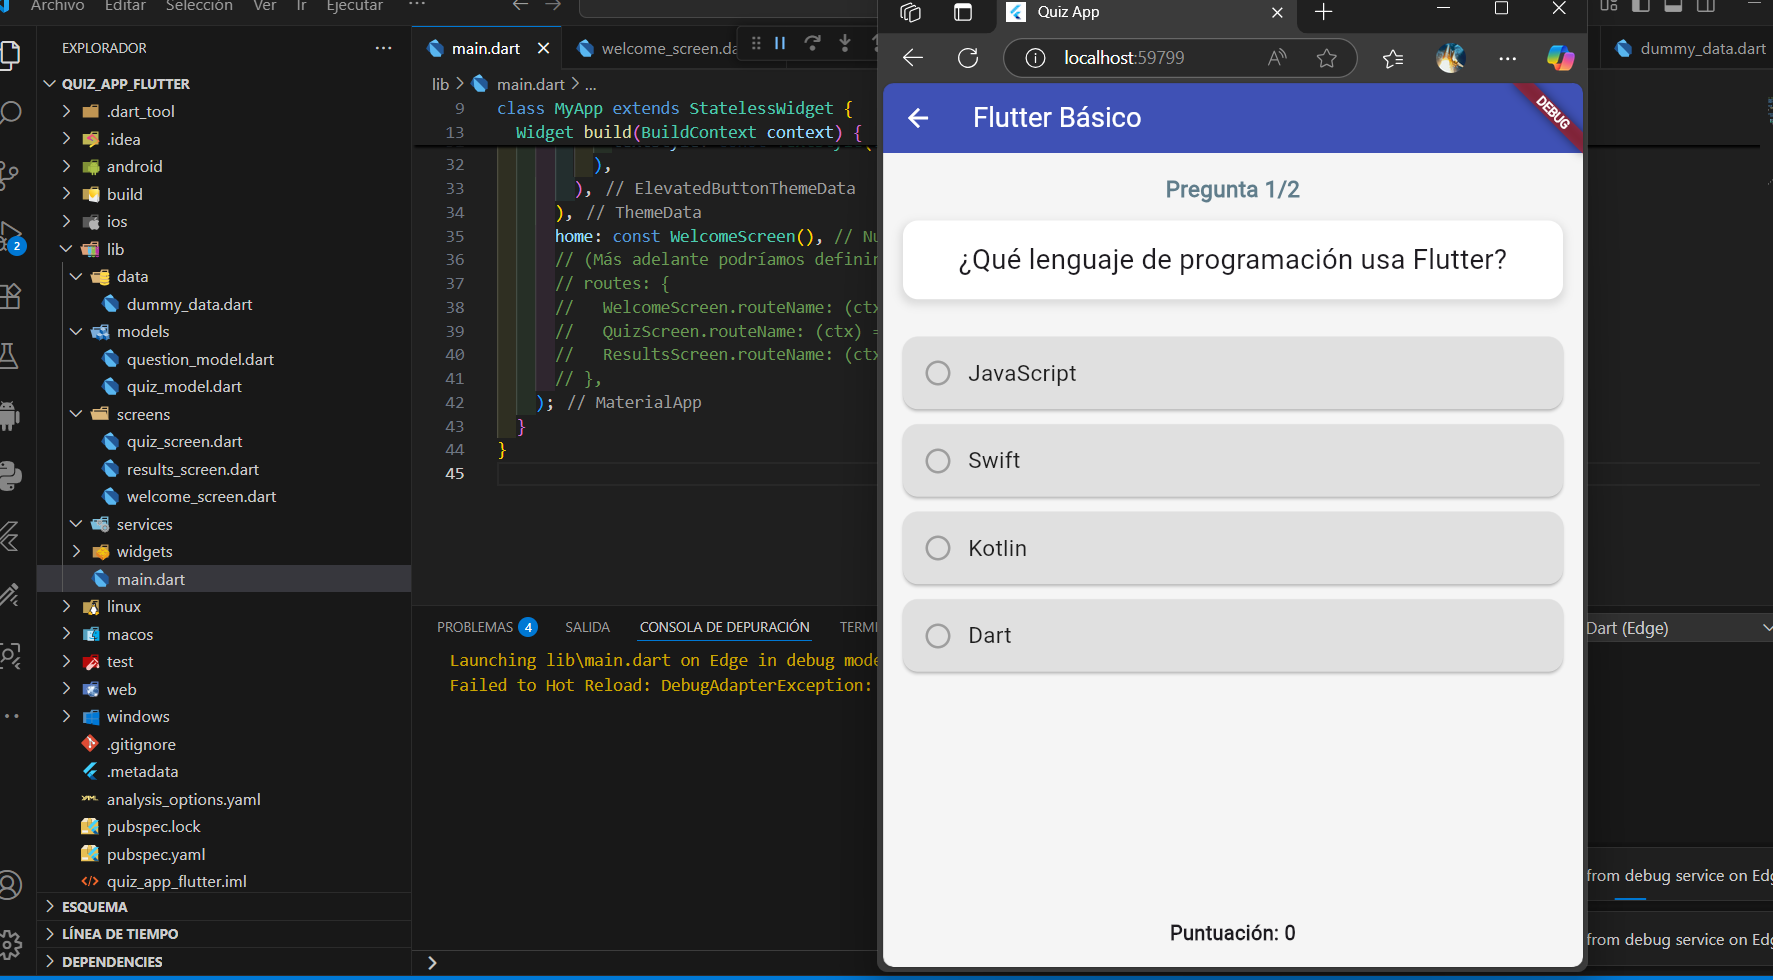 Archivo Editar Selección Ver Ir Ejecutar ···
EXPLORADOR ···
QUIZ_APP_FLUTTER
.dart_tool
.idea
android
build
ios
lib
data
dummy_data.dart
models
question_model.dart
quiz_model.dart
screens
quiz_screen.dart
results_screen.dart
welcome_screen.dart
services
widgets
main.dart
linux
macos
test
web
windows
.gitignore
.metadata
analysis_options.yaml
pubspec.lock
pubspec.yaml
quiz_app_flutter.iml
ESQUEMA
LÍNEA DE TIEMPO
DEPENDENCIES
2
main.dart welcome_screen.da
lib > main.dart > ...
9 class MyApp extends StatelessWidget {
13 Widget build(BuildContext context) {
32 ),
33 ), // ElevatedButtonThemeData
34 ), // ThemeData
35 home: const WelcomeScreen(), // Nu
36 // (Más adelante podríamos definir
37 // routes: {
38 // WelcomeScreen.routeName: (ctx
39 // QuizScreen.routeName: (ctx) =
40 // ResultsScreen.routeName: (ctx
41 // },
42 ); // MaterialApp
43 }
44 }
45
PROBLEMAS 4 SALIDA CONSOLA DE DEPURACIÓN TERMI
Launching lib\main.dart on Edge in debug mode
Failed to Hot Reload: DebugAdapterException:
Quiz App
localhost:59799
Flutter Básico
DEBUG
Pregunta 1/2
¿Qué lenguaje de programación usa Flutter?
JavaScript
Swift
Kotlin
Dart
Puntuación: 0
dummy_data.dart
Dart (Edge)
from debug service on Edg
from debug service on Edg